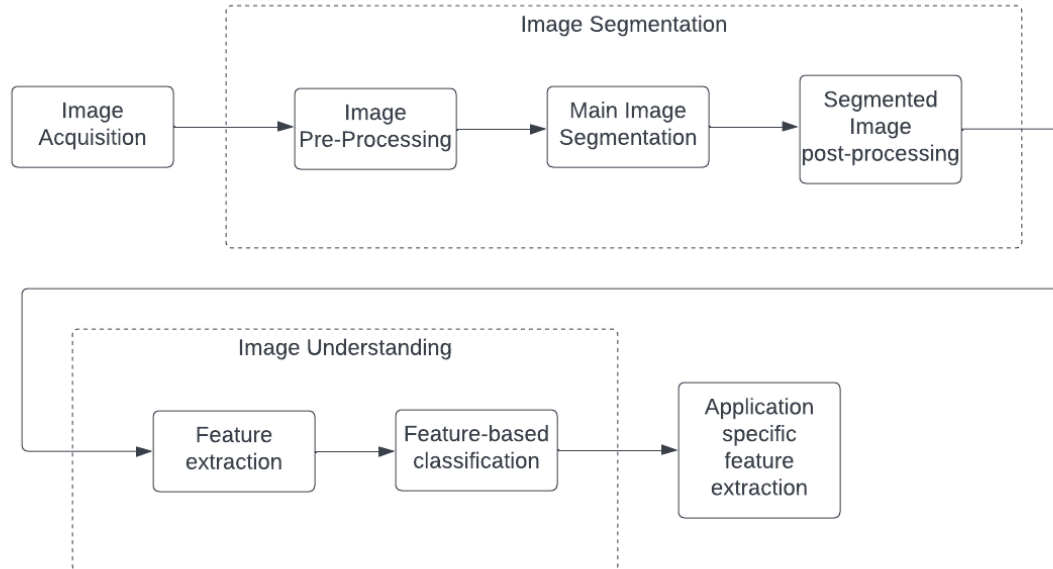 Image Segmentation
Image
Acquisition
Image
Pre-Processing
Main Image
Segmentation
Segmented
Image
post-processing
Image Understanding
Feature
extraction
Feature-based
classification
Application
specific
feature
extraction